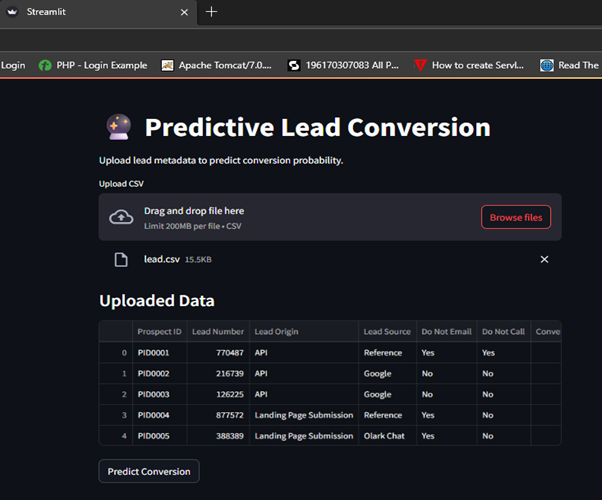 Streamlit
Login PHP - Login Example Apache Tomcat/7.0.... 196170307083 All P... How to create Servl... Read The
Predictive Lead Conversion
Upload lead metadata to predict conversion probability.
Upload CSV
Drag and drop file here
Limit 200MB per file • CSV
Browse files
lead.csv 15.5KB
Uploaded Data
Prospect ID Lead Number Lead Origin Lead Source Do Not Email Do Not Call Conve
0 PID0001 770487 API Reference Yes Yes
1 PID0002 216739 API Google No No
2 PID0003 126225 API Google No No
3 PID0004 877572 Landing Page Submission Reference Yes No
4 PID0005 388389 Landing Page Submission Olark Chat Yes No
Predict Conversion